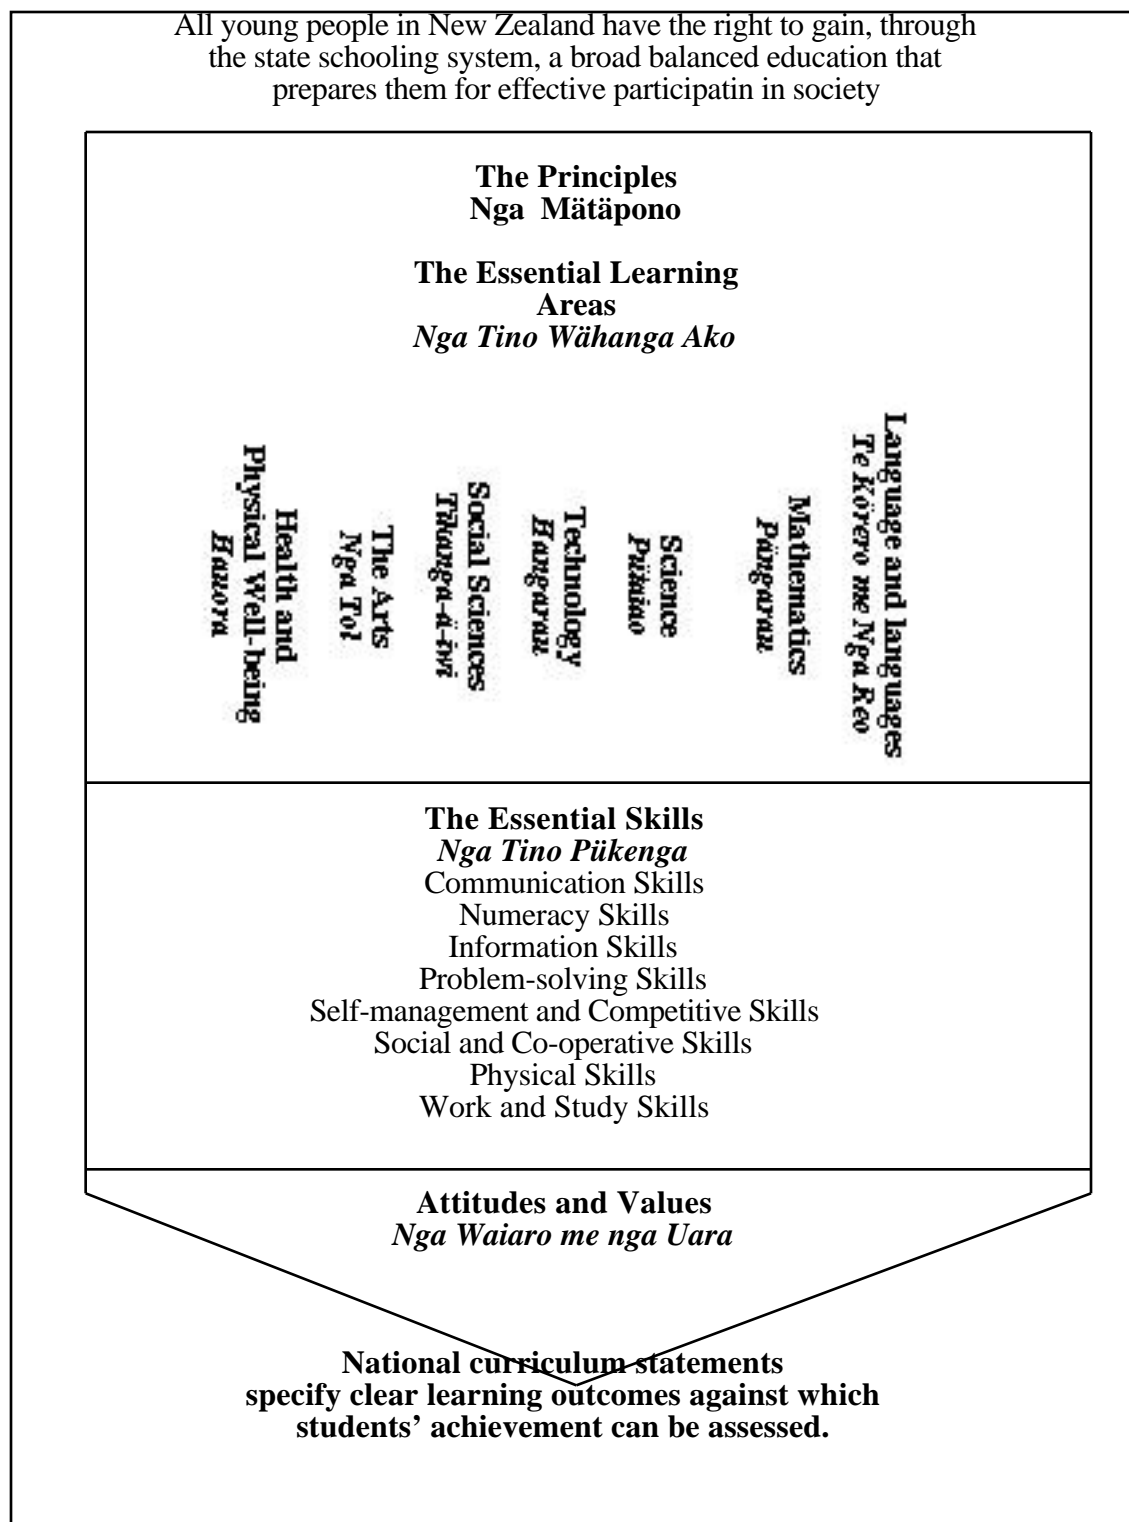 All young people in New Zealand have the right to gain, through
the state schooling system, a broad balanced education that
prepares them for effective participatin in society
The Principles
Nga Mätäpono
The Essential Learning
Areas
Nga Tino Wähanga Ako
Health and
Physical Well-being
Hauora
The Arts
Nga Toi
Social Sciences
Tikanga-ä-iwi
Technology
Hangarau
Science
Pütaiao
Mathematics
Pängarau
Language and languages
Te Körero me Nga Reo
The Essential Skills
Nga Tino Pükenga
Communication Skills
Numeracy Skills
Information Skills
Problem-solving Skills
Self-management and Competitive Skills
Social and Co-operative Skills
Physical Skills
Work and Study Skills
Attitudes and Values
Nga Waiaro me nga Uara
National curriculum statements
specify clear learning outcomes against which
students’ achievement can be assessed.